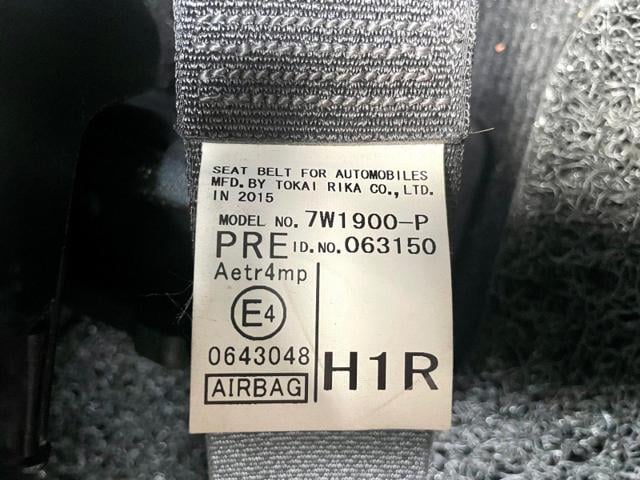 SEAT BELT FOR AUTOMOBILES
MFD. BY TOKAI RIKA CO., LTD.
IN 2015
MODEL NO. 7W1900-P
PRE ID. NO. 063150
Aetr4mp
E4
0643048
AIRBAG
H1R